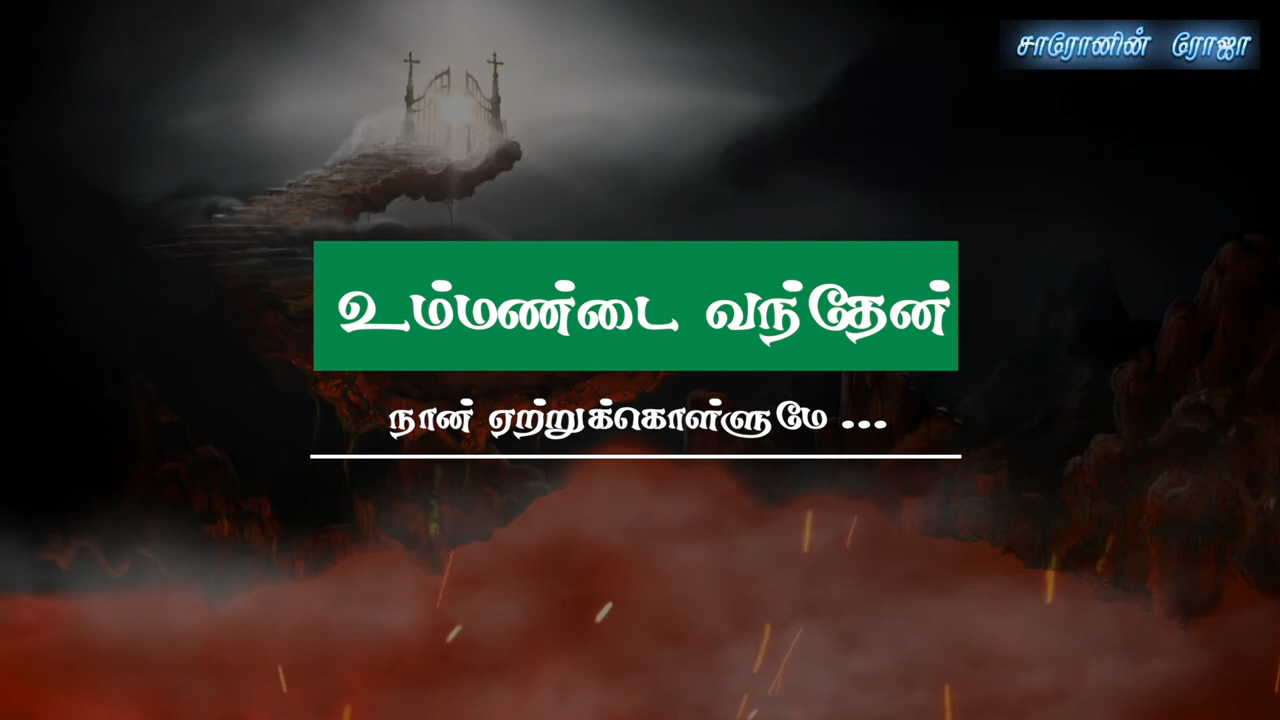 சாரோனின் ரோஜா
உம்மண்டை வந்தேன்
நான் ஏற்றுக்கொள்ளுமே ...